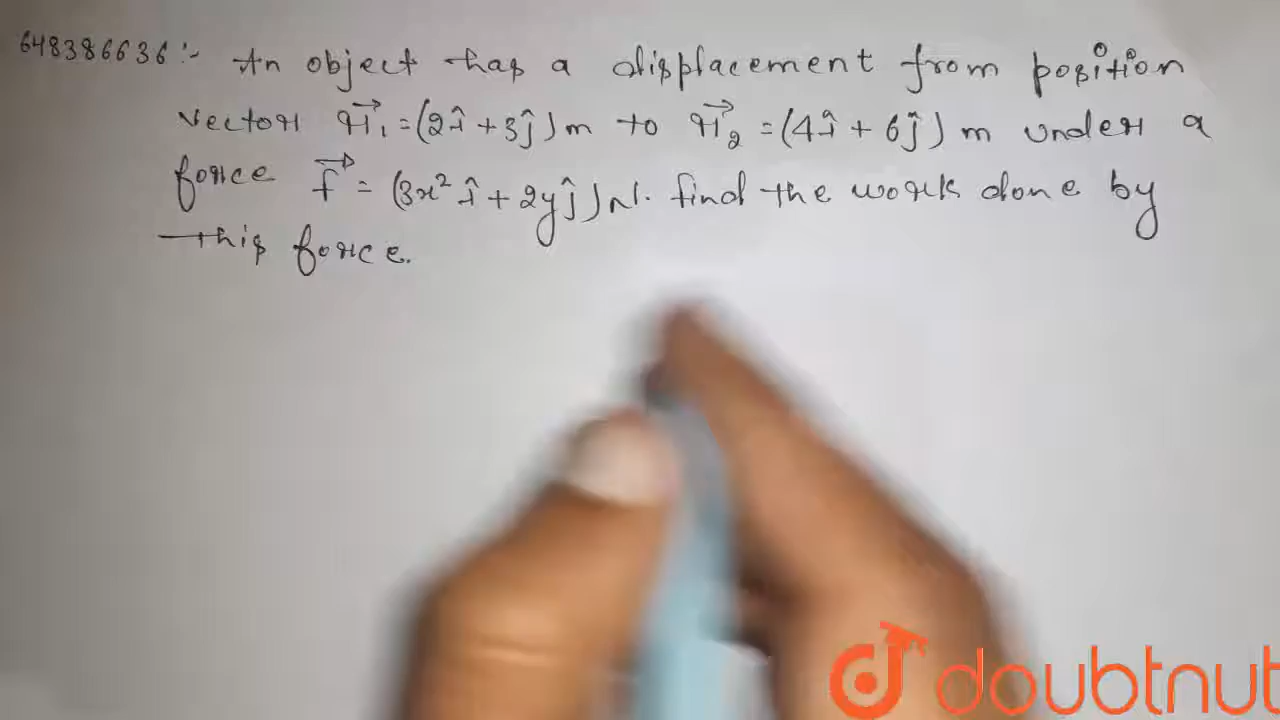 648386636 :- An object has a displacement from position
vector r⃗₁ = (2î + 3ĵ) m to r⃗₂ = (4î + 6ĵ) m under a
force f⃗ = (3x² î + 2yĵ) N. find the work done by
this force.
doubtnut